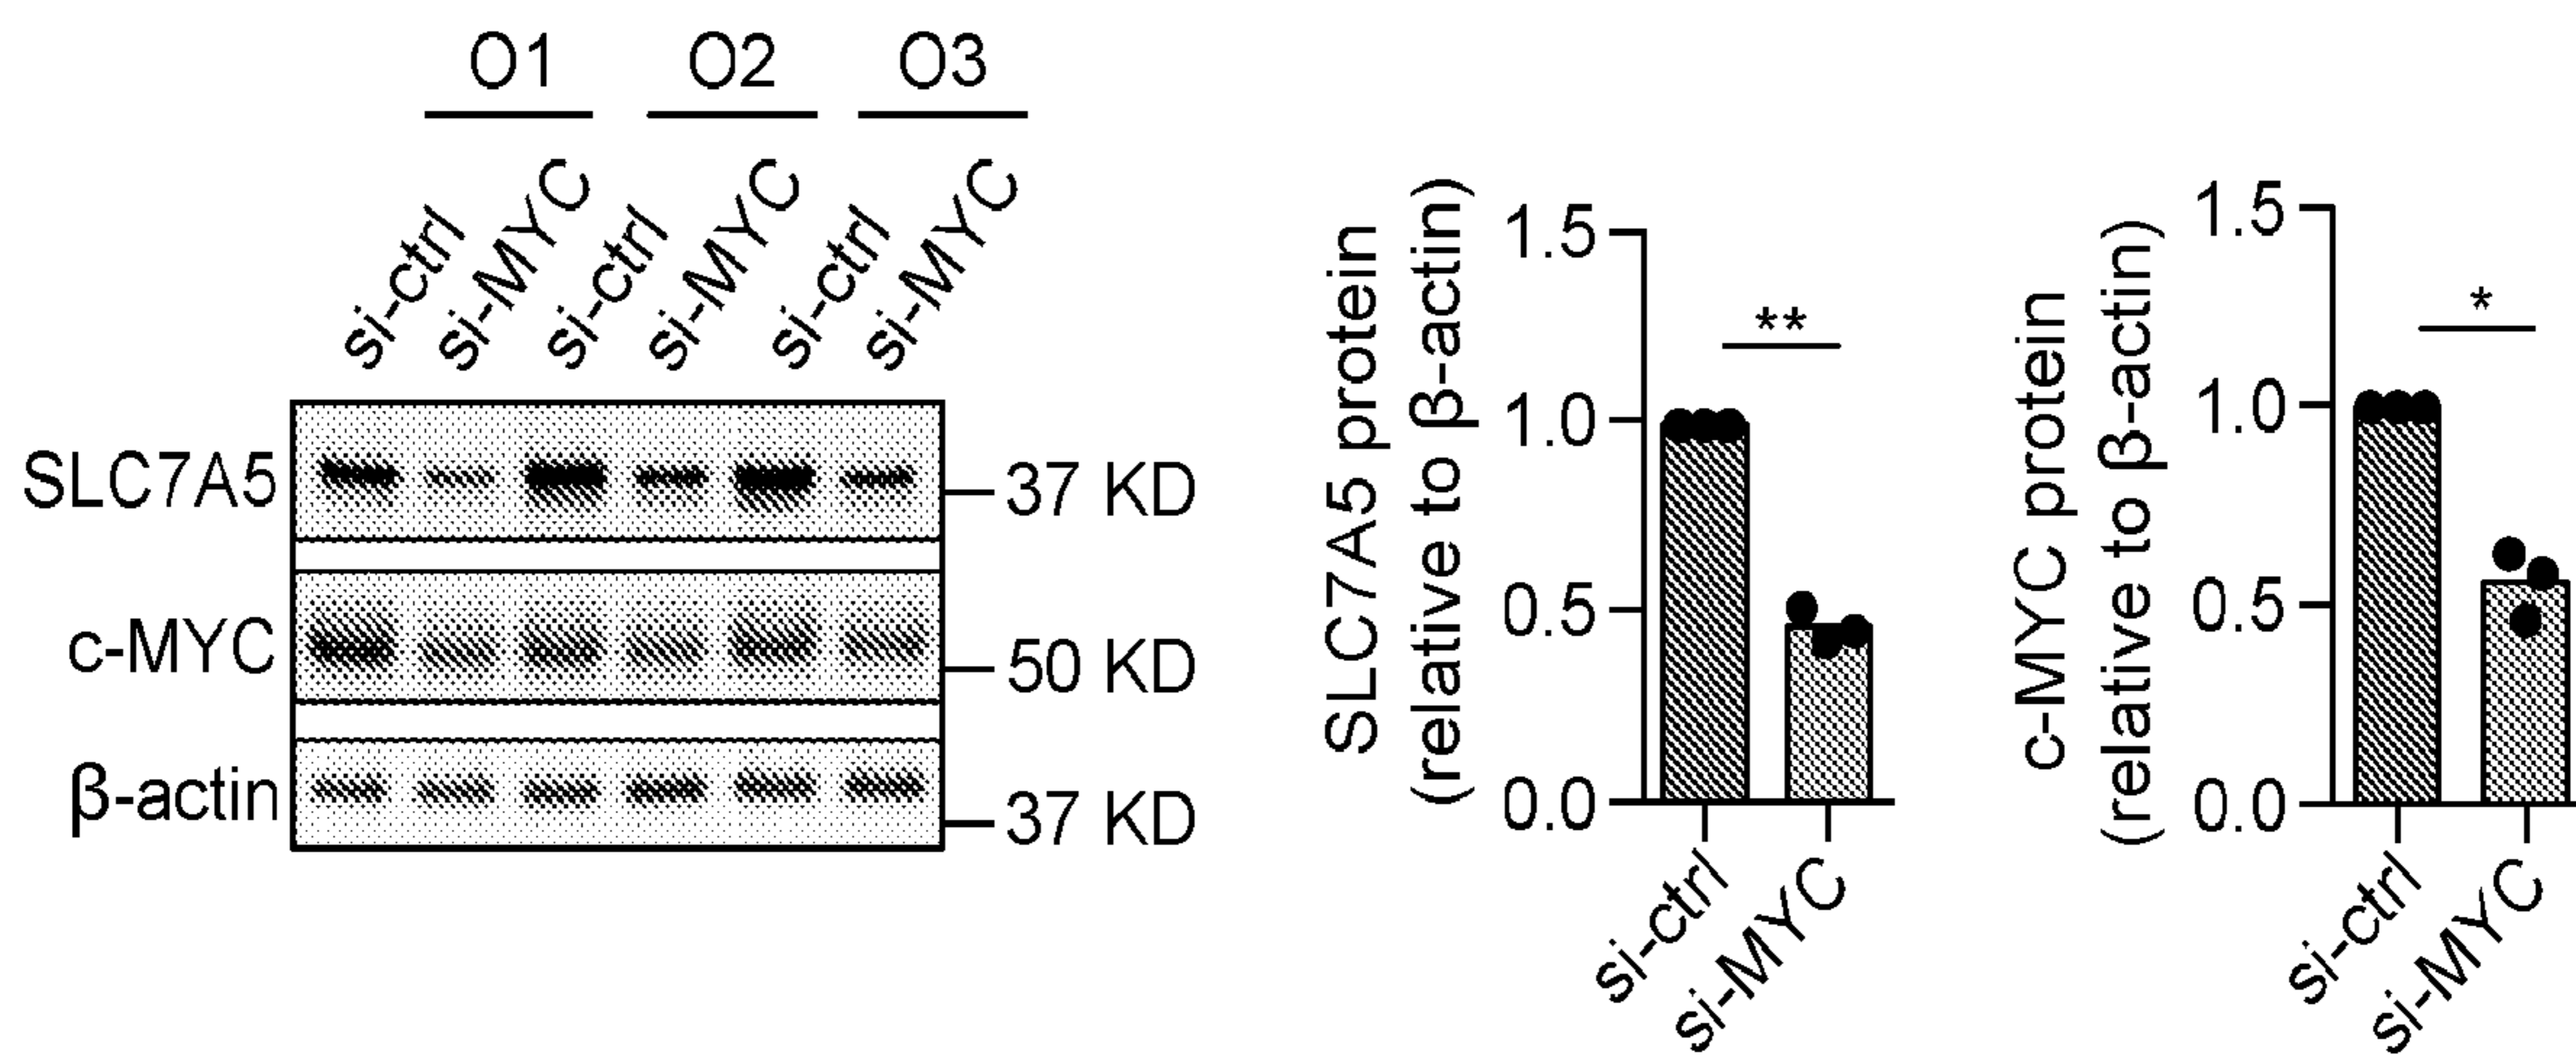 O1 O2 O3
si-ctrl si-MYC si-ctrl si-MYC si-ctrl si-MYC
SLC7A5 37 KD
c-MYC 50 KD
β-actin 37 KD
SLC7A5 protein
(relative to β-actin)
1.5
1.0
0.5
0.0
**
si-ctrl
si-MYC
c-MYC protein
(relative to β-actin)
1.5
1.0
0.5
0.0
*
si-ctrl
si-MYC